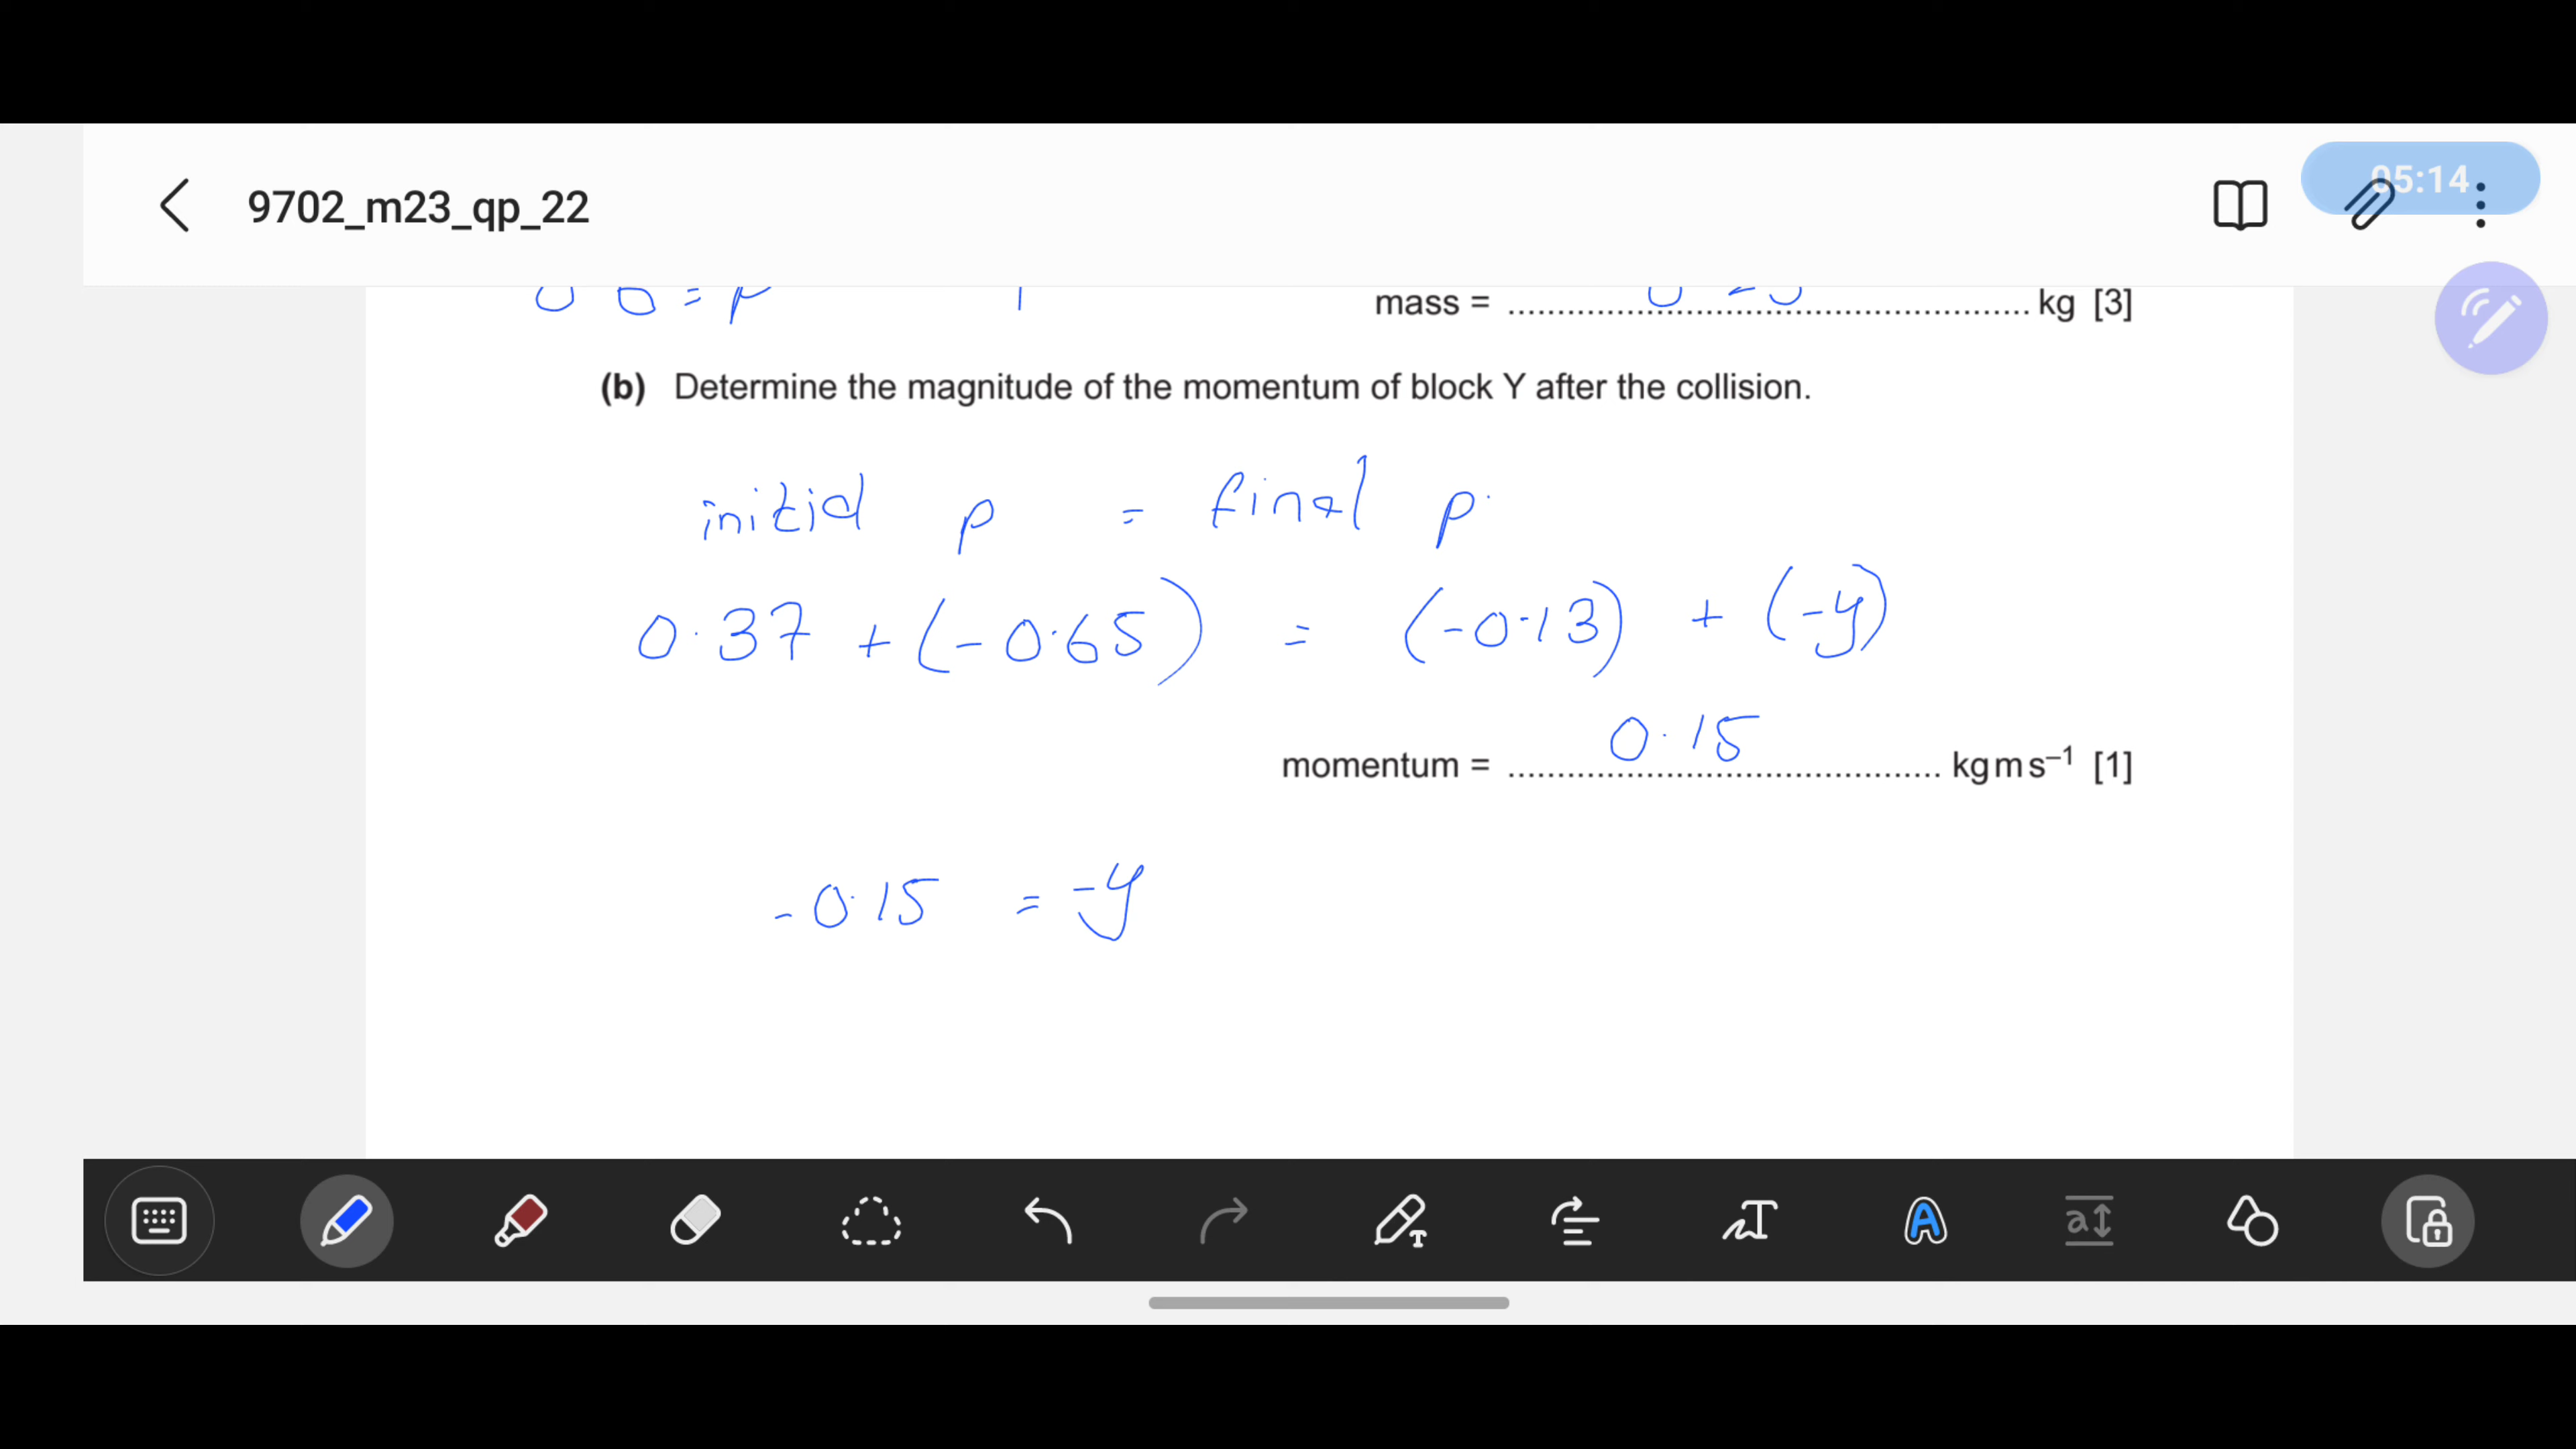 9702_m23_qp_22
05:14
mass = .................................................... kg [3]
(b) Determine the magnitude of the momentum of block Y after the collision.
initial p = final p.
0.37 + (-0.65) = (-0.13) + (-y)
0.15
momentum = ........................................... kg m s⁻¹ [1]
-0.15 = -y